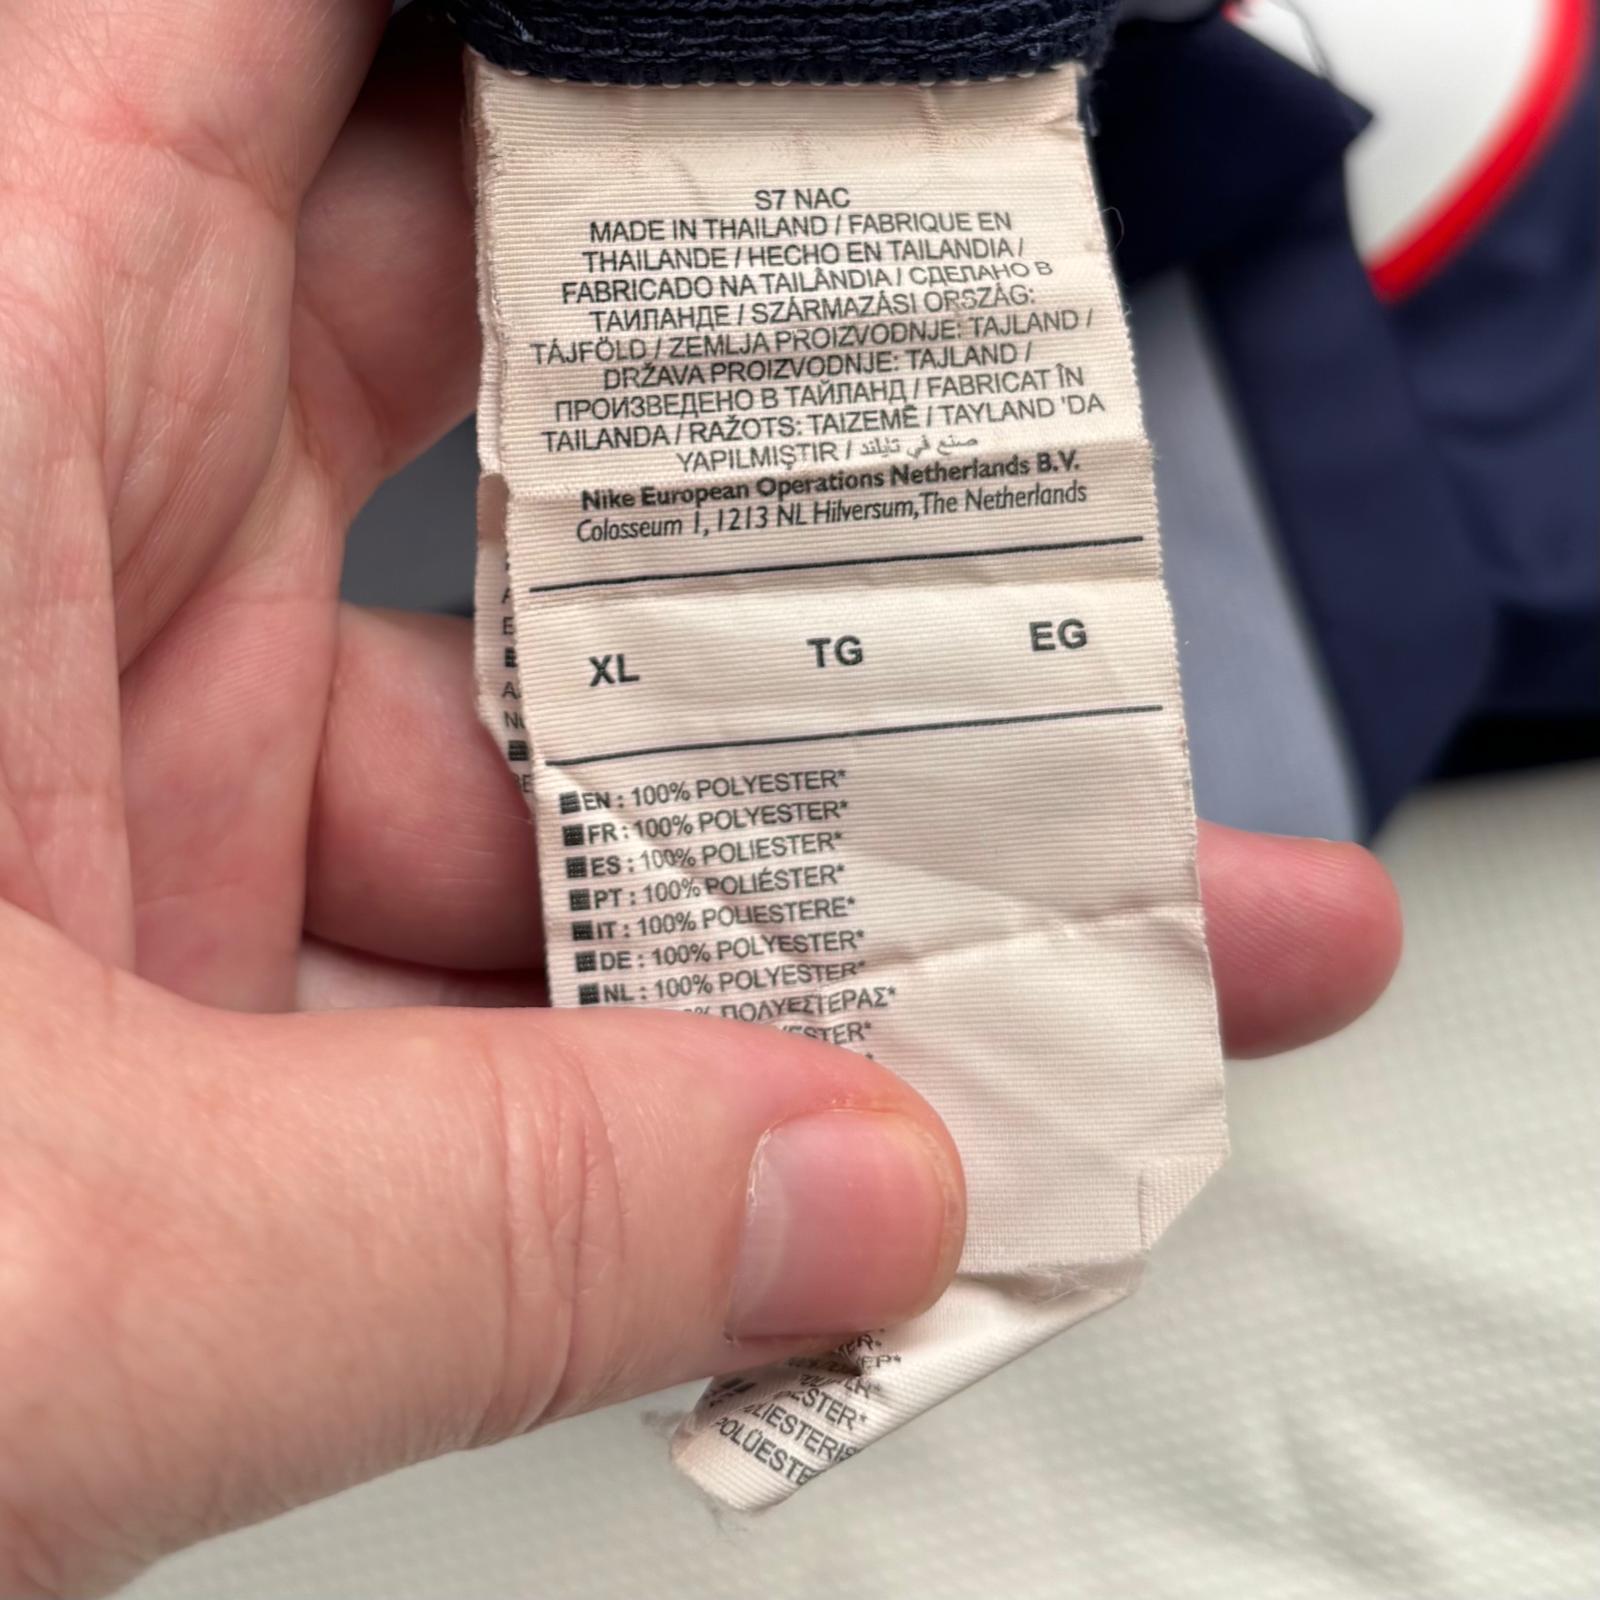 S7 NAC
MADE IN THAILAND / FABRIQUE EN
THAILANDE / HECHO EN TAILANDIA /
FABRICADO NA TAILÂNDIA / СДЕЛАНО В
ТАИЛАНДЕ / SZÁRMAZÁSI ORSZÁG:
TÁJFÖLD / ZEMLJA PROIZVODNJE: TAJLAND /
DRŽAVA PROIZVODNJE: TAJLAND /
ПРОИЗВЕДЕНО В ТАЙЛАНД / FABRICAT ÎN
TAILANDA / RAŽOTS: TAIZEMĒ / TAYLAND 'DA
YAPILMIŞTIR / صنع في تايلند
Nike European Operations Netherlands B.V.
Colosseum 1, 1213 NL Hilversum, The Netherlands
XL TG EG
EN : 100% POLYESTER*
FR : 100% POLYESTER*
ES : 100% POLIESTER*
PT : 100% POLIÉSTER*
IT : 100% POLIESTERE*
DE : 100% POLYESTER*
NL : 100% POLYESTER*
ΠΟΛΥΕΣΤΕΡΑΣ*